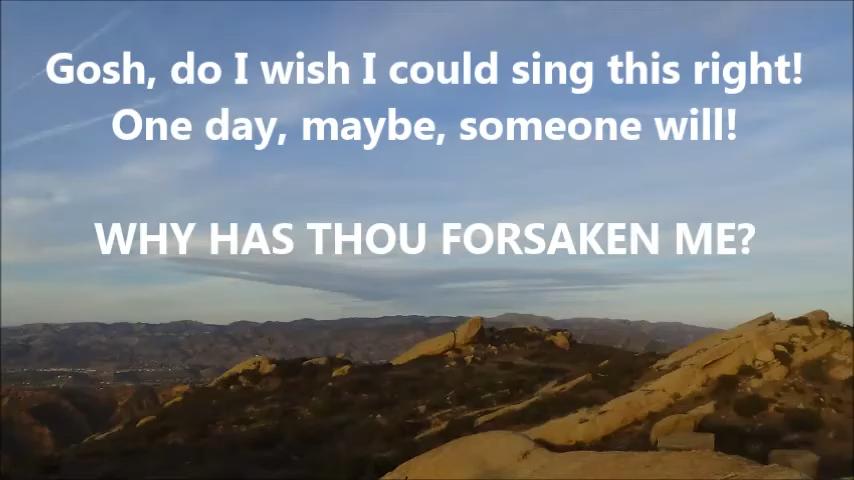 Gosh, do I wish I could sing this right!
One day, maybe, someone will!
WHY HAS THOU FORSAKEN ME?